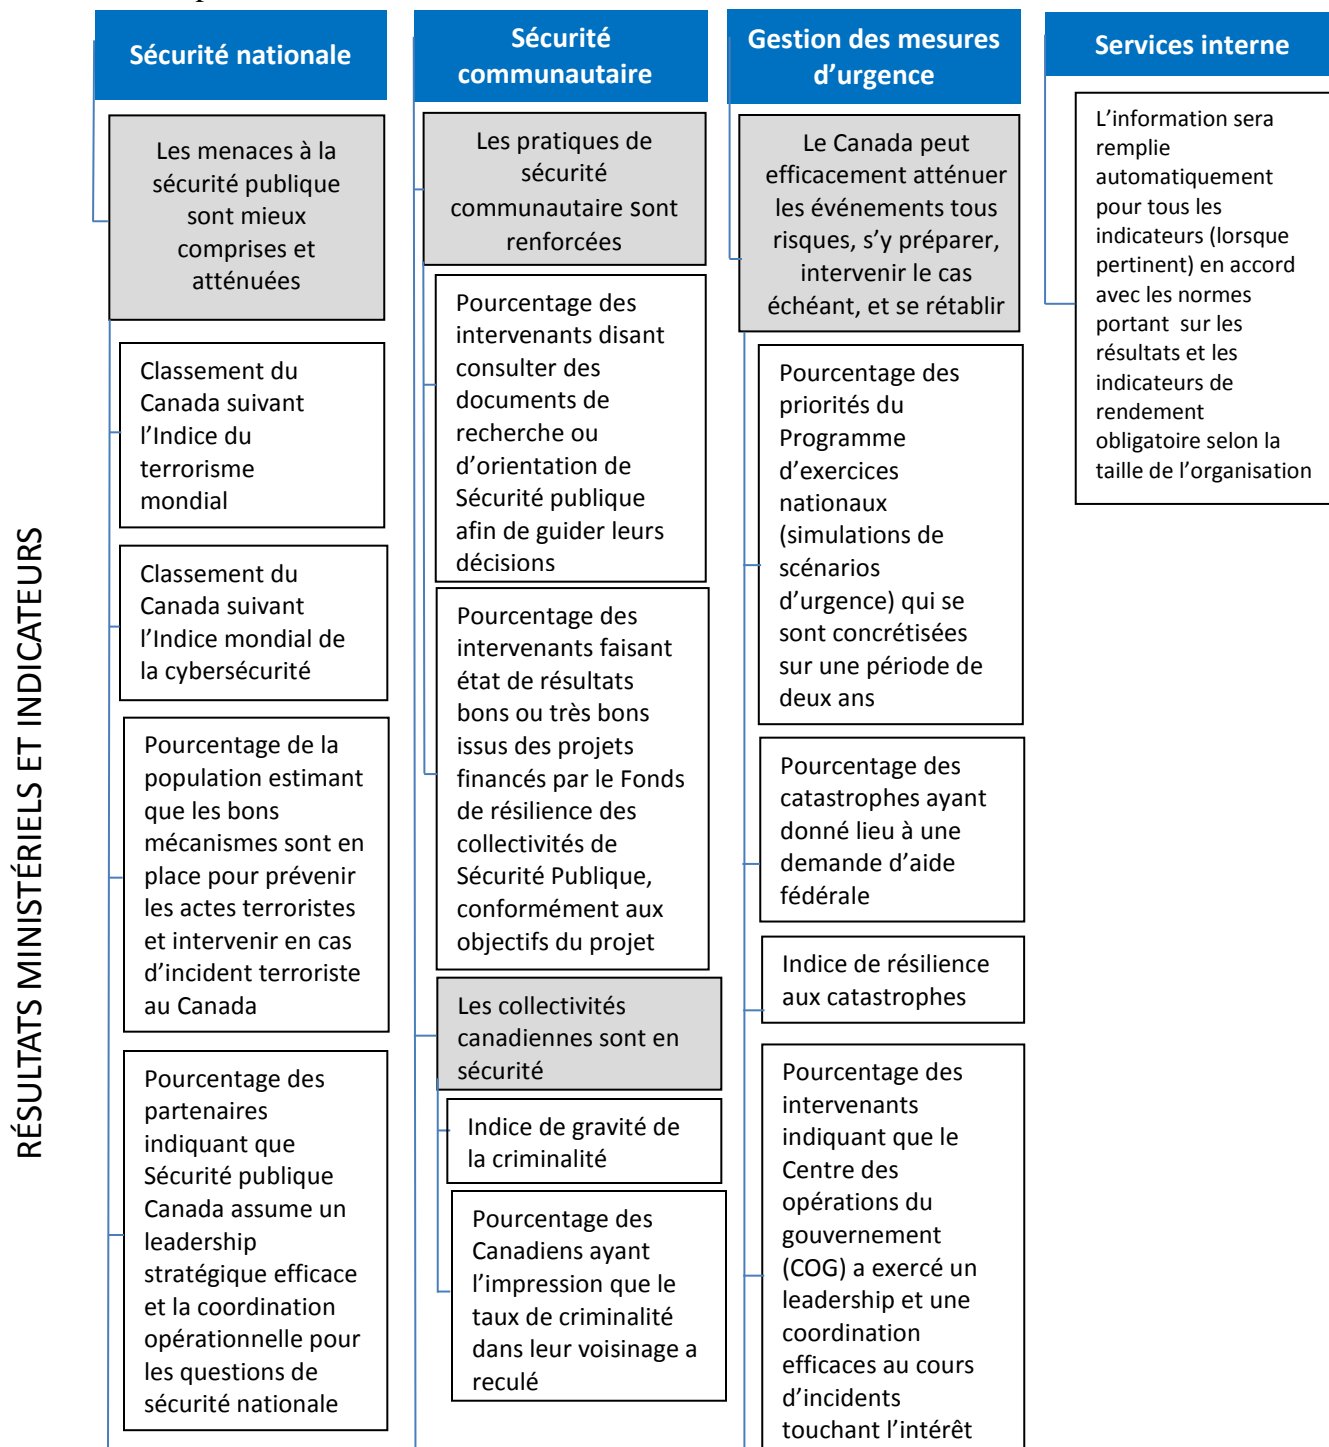 RÉSULTATS MINISTÉRIELS ET INDICATEURS
Sécurité nationale
Les menaces à la
sécurité publique
sont mieux
comprises et
atténuées
Classement du
Canada suivant
l’Indice du
terrorisme
mondial
Classement du
Canada suivant
l’Indice mondial de
la cybersécurité
Pourcentage de la
population estimant
que les bons
mécanismes sont en
place pour prévenir
les actes terroristes
et intervenir en cas
d’incident terroriste
au Canada
Pourcentage des
partenaires
indiquant que
Sécurité publique
Canada assume un
leadership
stratégique efficace
et la coordination
opérationnelle pour
les questions de
sécurité nationale
Sécurité
communautaire
Les pratiques de
sécurité
communautaire sont
renforcées
Pourcentage des
intervenants disant
consulter des
documents de
recherche ou
d’orientation de
Sécurité publique
afin de guider leurs
décisions
Pourcentage des
intervenants faisant
état de résultats
bons ou très bons
issus des projets
financés par le Fonds
de résilience des
collectivités de
Sécurité Publique,
conformément aux
objectifs du projet
Les collectivités
canadiennes sont en
sécurité
Indice de gravité de
la criminalité
Pourcentage des
Canadiens ayant
l’impression que le
taux de criminalité
dans leur voisinage a
reculé
Gestion des mesures
d’urgence
Le Canada peut
efficacement atténuer
les événements tous
risques, s’y préparer,
intervenir le cas
échéant, et se rétablir
Pourcentage des
priorités du
Programme
d’exercices
nationaux
(simulations de
scénarios
d’urgence) qui se
sont concrétisées
sur une période de
deux ans
Pourcentage des
catastrophes ayant
donné lieu à une
demande d’aide
fédérale
Indice de résilience
aux catastrophes
Pourcentage des
intervenants
indiquant que le
Centre des
opérations du
gouvernement
(COG) a exercé un
leadership et une
coordination
efficaces au cours
d’incidents
touchant l’intérêt
Services interne
L’information sera
remplie
automatiquement
pour tous les
indicateurs (lorsque
pertinent) en accord
avec les normes
portant sur les
résultats et les
indicateurs de
rendement
obligatoire selon la
taille de l’organisation